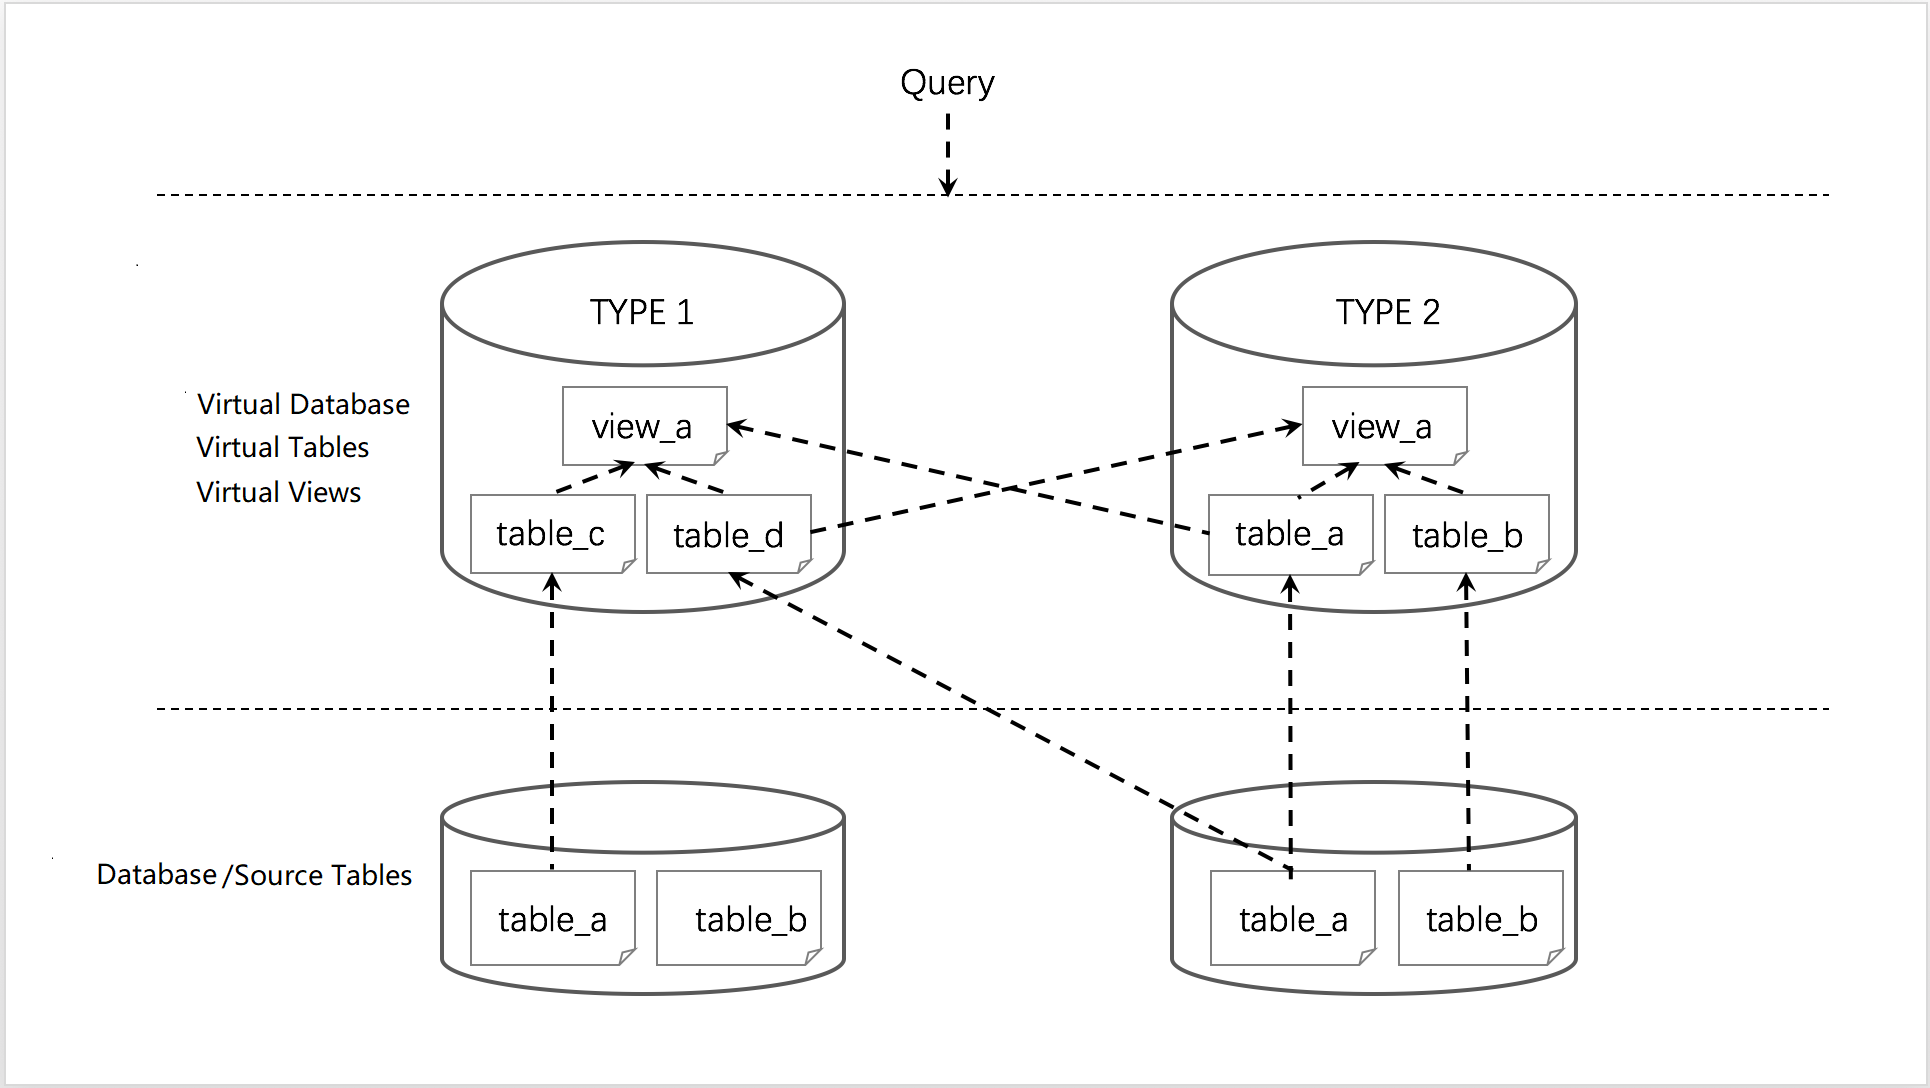 Query
TYPE 1
TYPE 2
Virtual Database
Virtual Tables
Virtual Views
view_a
view_a
table_c
table_d
table_a
table_b
Database/Source Tables
table_a
table_b
table_a
table_b